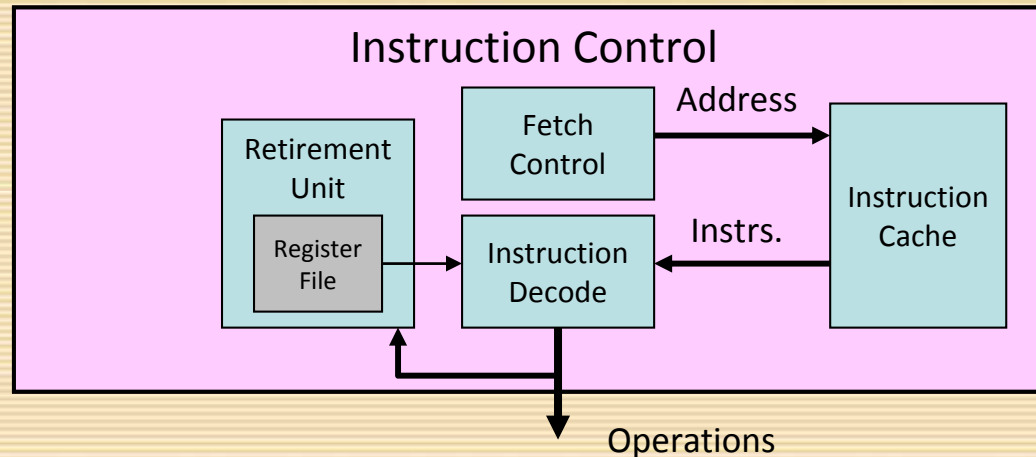 Instruction Control
Address
Fetch
Control
Retirement
Unit
Instruction
Cache
Register
File
Instruction
Decode
Instrs.
Operations